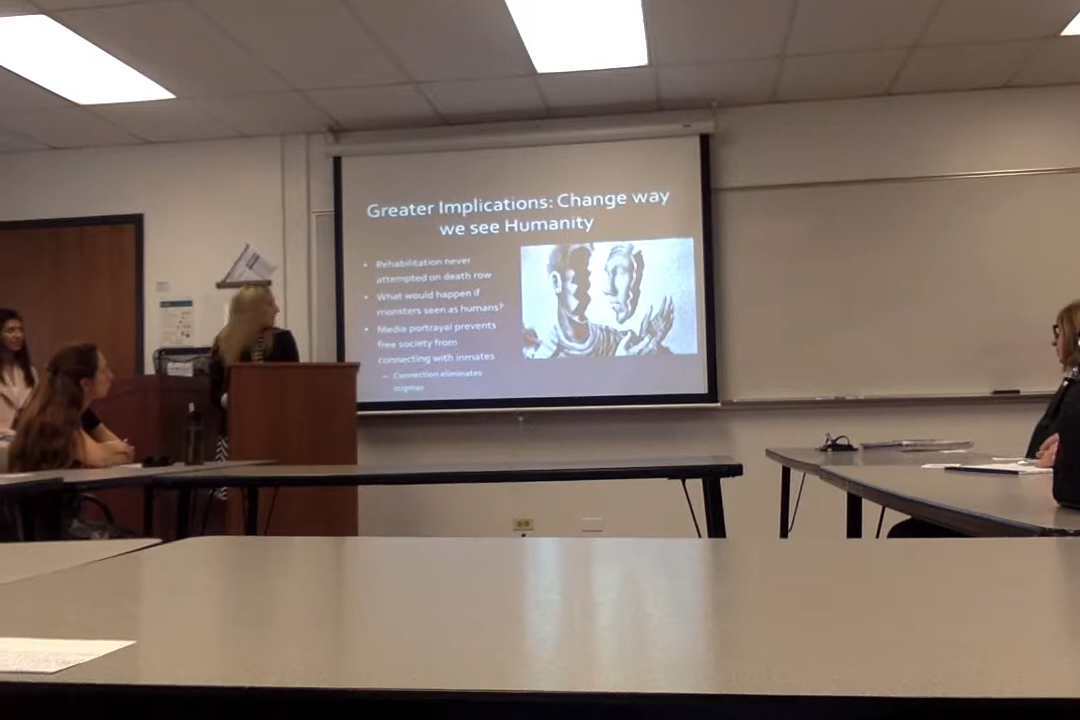 Greater Implications: Change way
we see Humanity
• Rehabilitation never
attempted on death row
• What would happen if
monsters seen as humans?
• Media portrayal prevents
free society from
connecting with inmates
– Connection eliminates
stigmas